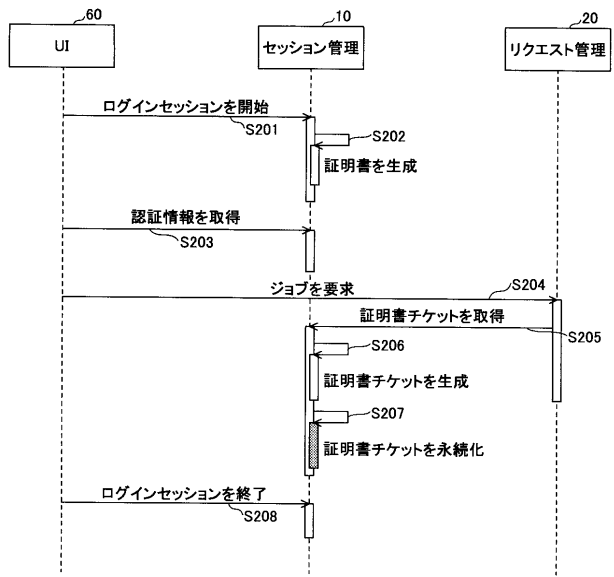 60
UI
10
セッション管理
20
リクエスト管理
ログインセッションを開始
S201
S202
証明書を生成
認証情報を取得
S203
ジョブを要求
S204
証明書チケットを取得
S205
S206
証明書チケットを生成
S207
証明書チケットを永続化
ログインセッションを終了
S208